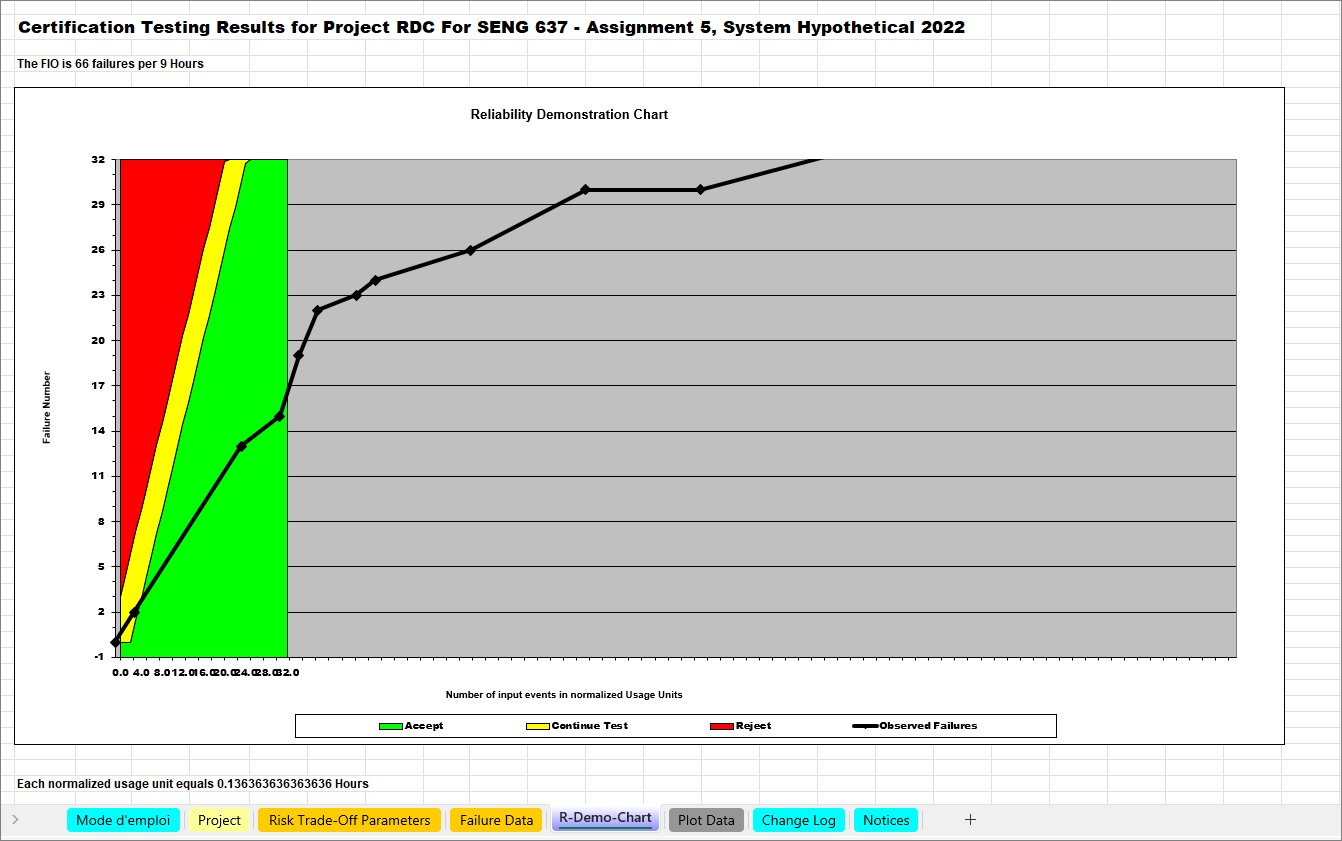 Certification Testing Results for Project RDC For SENG 637 - Assignment 5, System Hypothetical 2022
The FIO is 66 failures per 9 Hours
Reliability Demonstration Chart
32
29
26
23
20
17
14
11
8
5
2
-1
Failure Number
0.0 4.0 8.0 12.0 16.0 20.0 24.0 28.0 32.0
Number of input events in normalized Usage Units
Accept Continue Test Reject Observed Failures
Each normalized usage unit equals 0.136363636363636 Hours
Mode d'emploi Project Risk Trade-Off Parameters Failure Data R-Demo-Chart Plot Data Change Log Notices